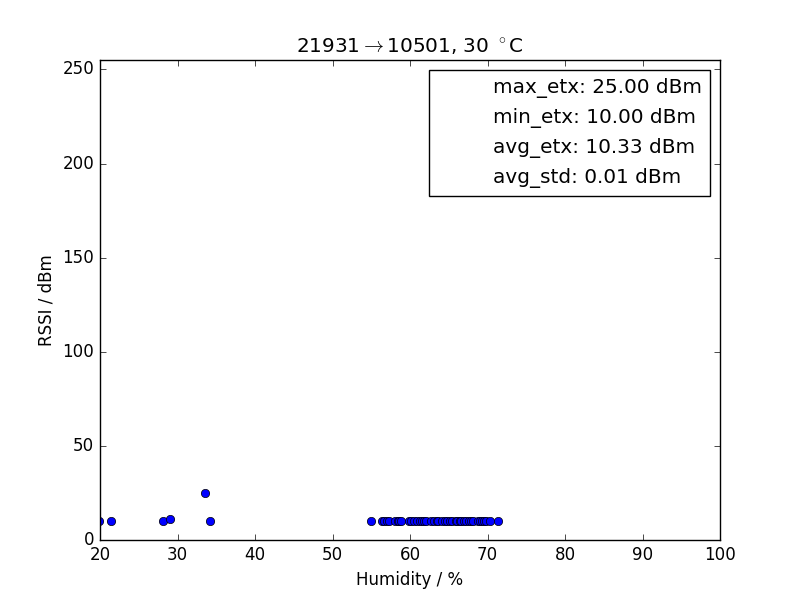 21931→10501, 30 °C
max_etx: 25.00 dBm
min_etx: 10.00 dBm
avg_etx: 10.33 dBm
avg_std: 0.01 dBm
250
200
150
100
50
0
RSSI / dBm
20 30 40 50 60 70 80 90 100
Humidity / %